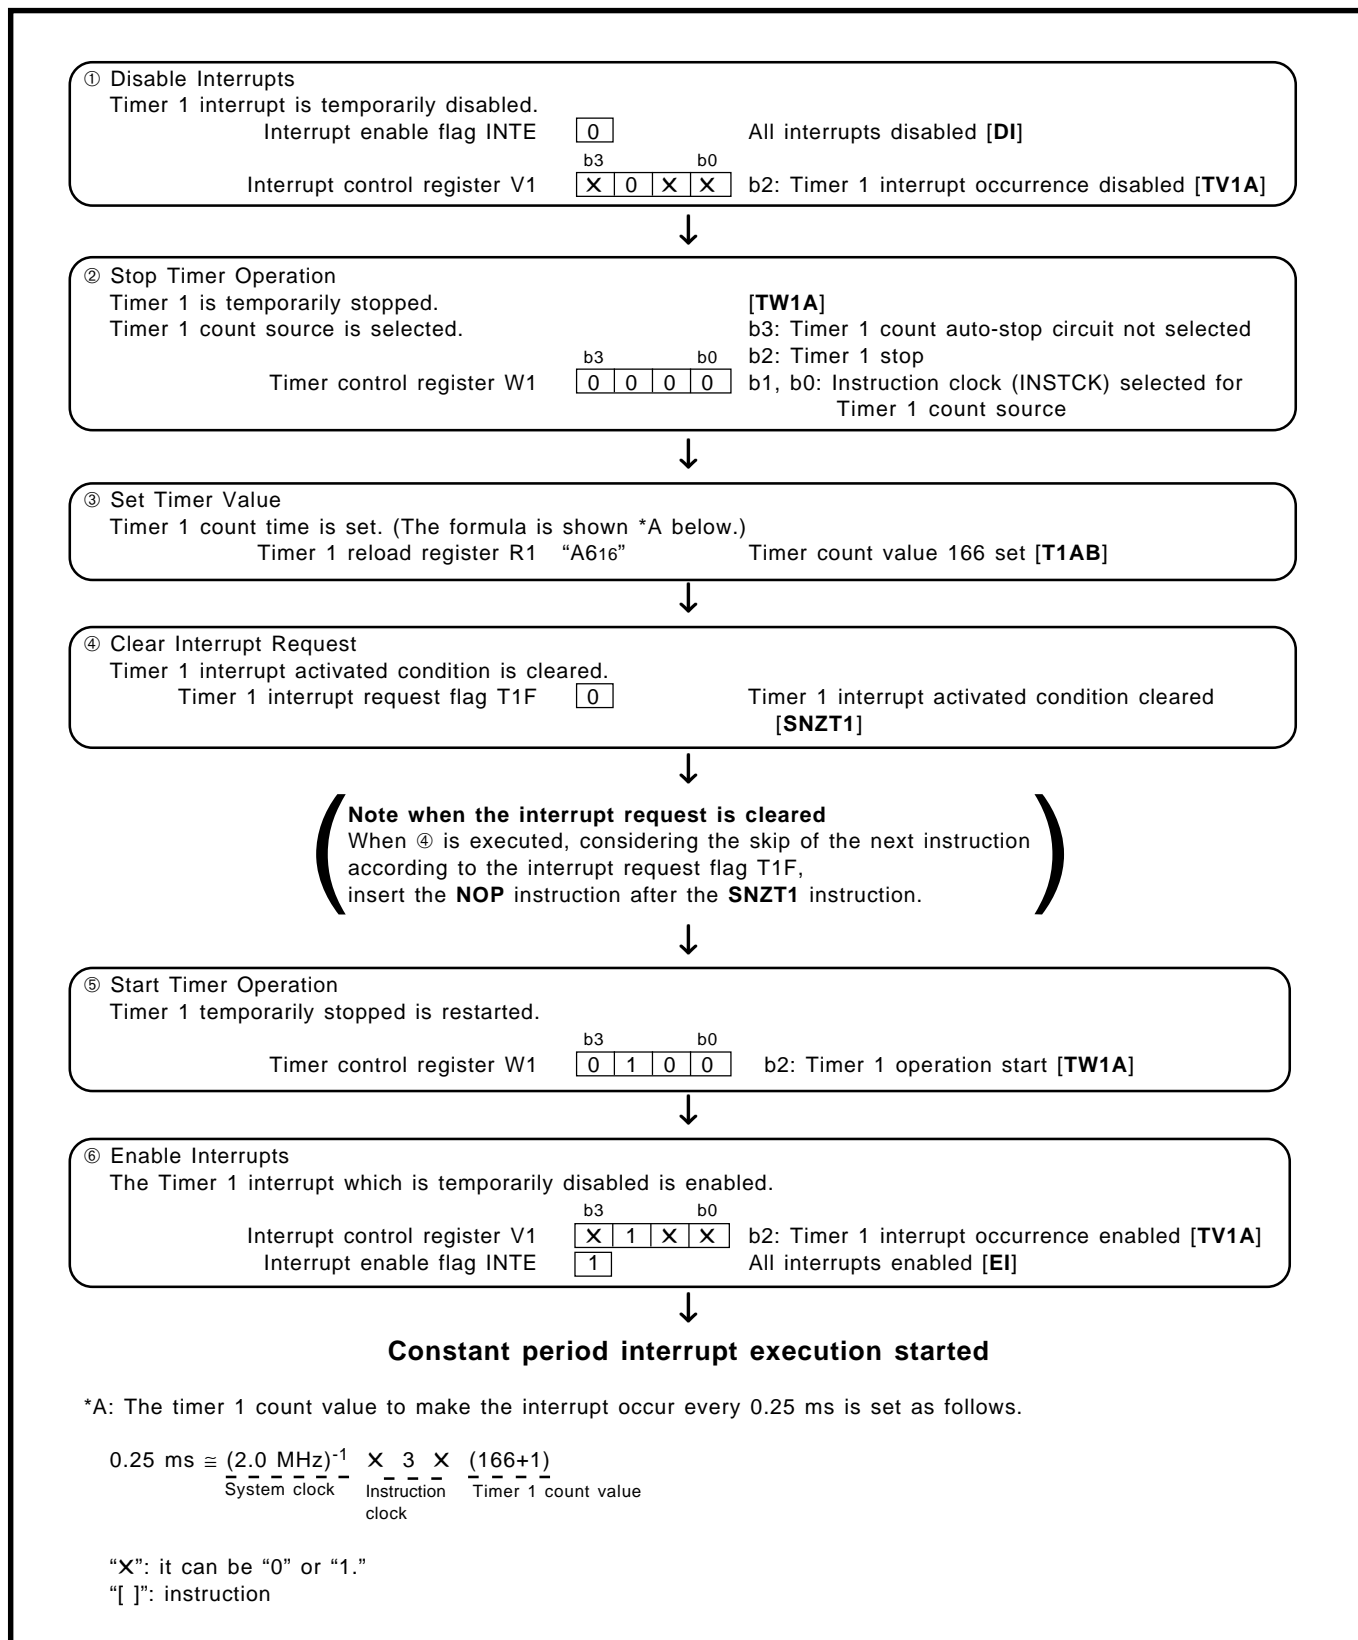 ① Disable Interrupts
Timer 1 interrupt is temporarily disabled.
Interrupt enable flag INTE 0 All interrupts disabled [DI]
b3 b0
Interrupt control register V1 X 0 X X b2: Timer 1 interrupt occurrence disabled [TV1A]
② Stop Timer Operation
Timer 1 is temporarily stopped. [TW1A]
Timer 1 count source is selected. b3: Timer 1 count auto-stop circuit not selected
b3 b0 b2: Timer 1 stop
Timer control register W1 0 0 0 0 b1, b0: Instruction clock (INSTCK) selected for
Timer 1 count source
③ Set Timer Value
Timer 1 count time is set. (The formula is shown *A below.)
Timer 1 reload register R1 “A616” Timer count value 166 set [T1AB]
④ Clear Interrupt Request
Timer 1 interrupt activated condition is cleared.
Timer 1 interrupt request flag T1F 0 Timer 1 interrupt activated condition cleared
[SNZT1]
Note when the interrupt request is cleared
When ④ is executed, considering the skip of the next instruction
according to the interrupt request flag T1F,
insert the NOP instruction after the SNZT1 instruction.
⑤ Start Timer Operation
Timer 1 temporarily stopped is restarted.
b3 b0
Timer control register W1 0 1 0 0 b2: Timer 1 operation start [TW1A]
⑥ Enable Interrupts
The Timer 1 interrupt which is temporarily disabled is enabled.
b3 b0
Interrupt control register V1 X 1 X X b2: Timer 1 interrupt occurrence enabled [TV1A]
Interrupt enable flag INTE 1 All interrupts enabled [EI]
Constant period interrupt execution started
*A: The timer 1 count value to make the interrupt occur every 0.25 ms is set as follows.
0.25 ms ≅ (2.0 MHz)-1 X 3 X (166+1)
System clock Instruction Timer 1 count value
clock
“X”: it can be “0” or “1.”
“[ ]”: instruction